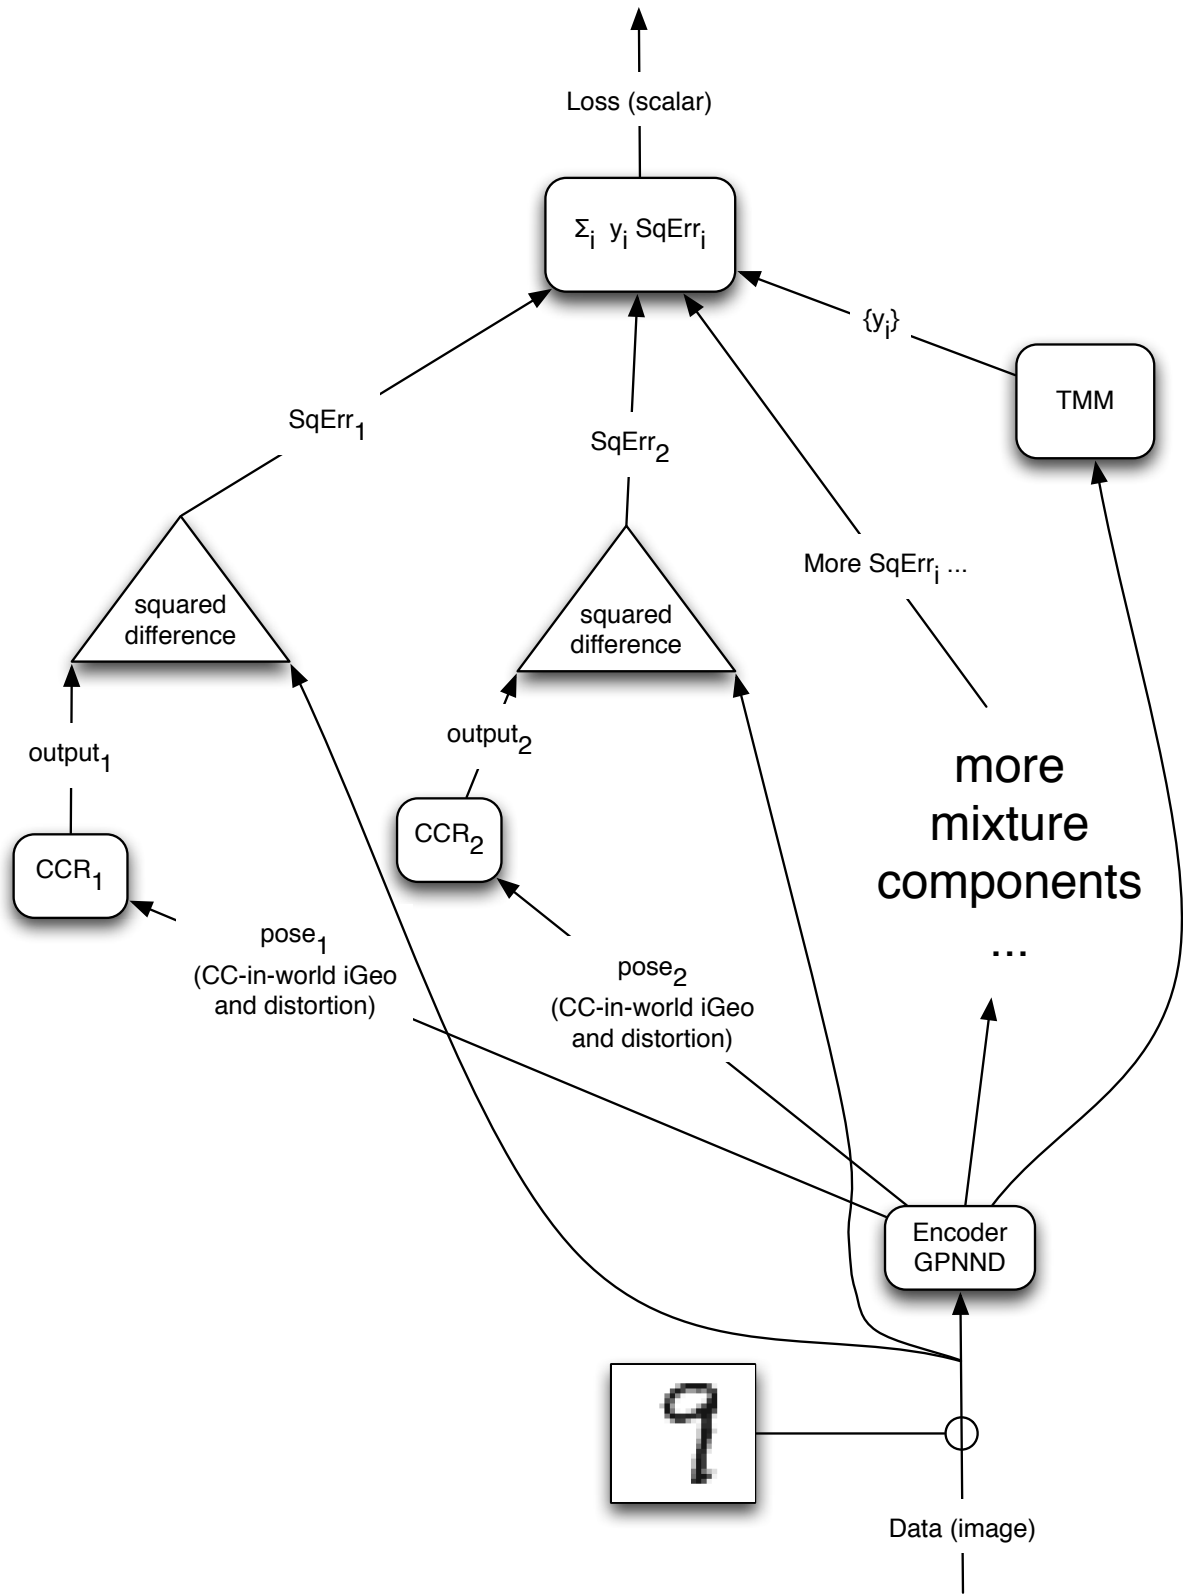 Loss (scalar)
Σi yi SqErri
{yi}
TMM
SqErr1
SqErr2
More SqErri ...
squared
difference
squared
difference
output1
output2
more
mixture
components
...
CCR1
CCR2
pose1
(CC-in-world iGeo
and distortion)
pose2
(CC-in-world iGeo
and distortion)
Encoder
GPNND
9
Data (image)